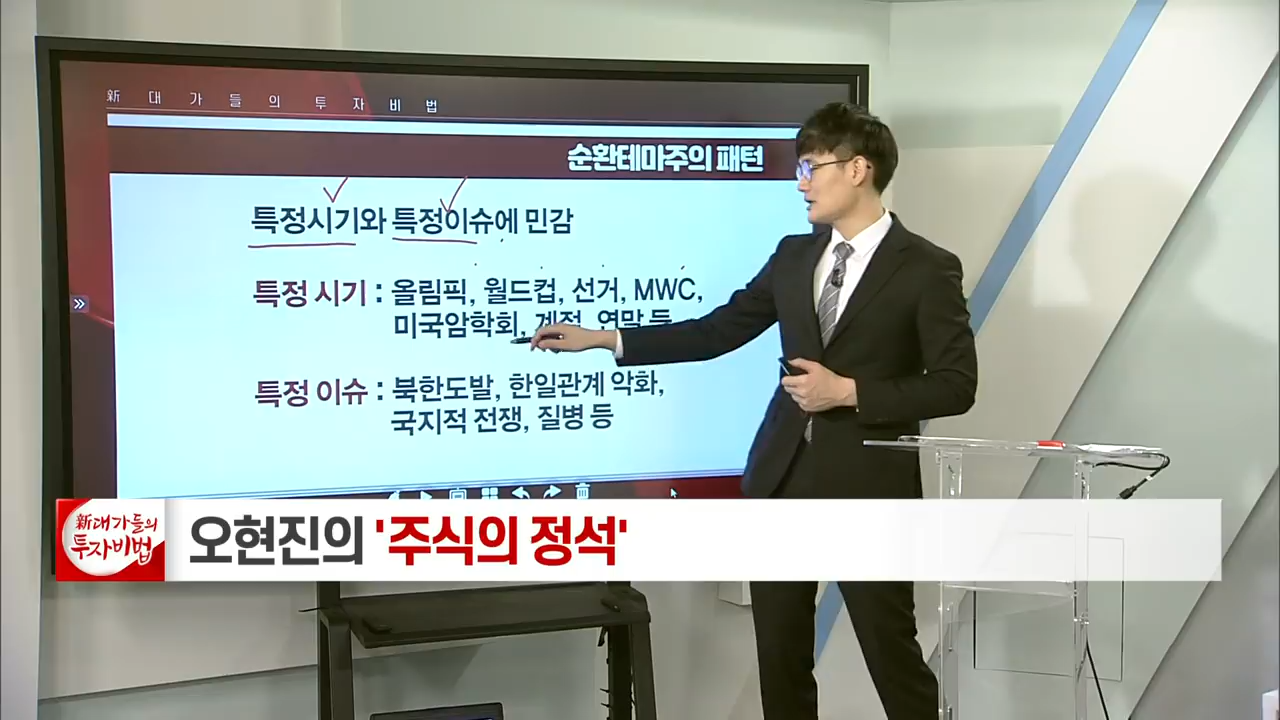 新 대 가 들 의 투 자 비 법
순환테마주의 패턴
특정시기와 특정이슈에 민감
특정 시기 : 올림픽, 월드컵, 선거, MWC,
미국암학회, 계절, 연말 등
특정 이슈 : 북한도발, 한일관계 악화,
국지적 전쟁, 질병 등
新대가들의
투자비법
오현진의 '주식의 정석'